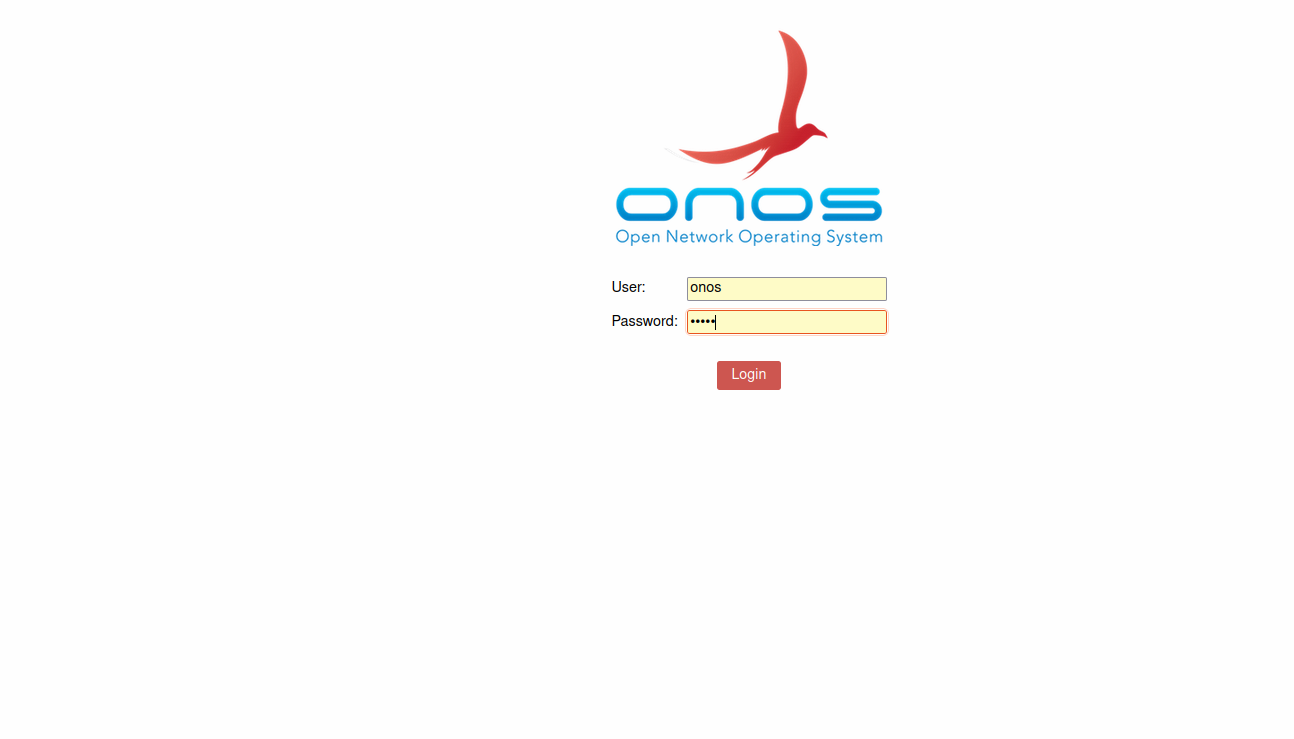 onos
Open Network Operating System
User: onos
Password: •••••
Login